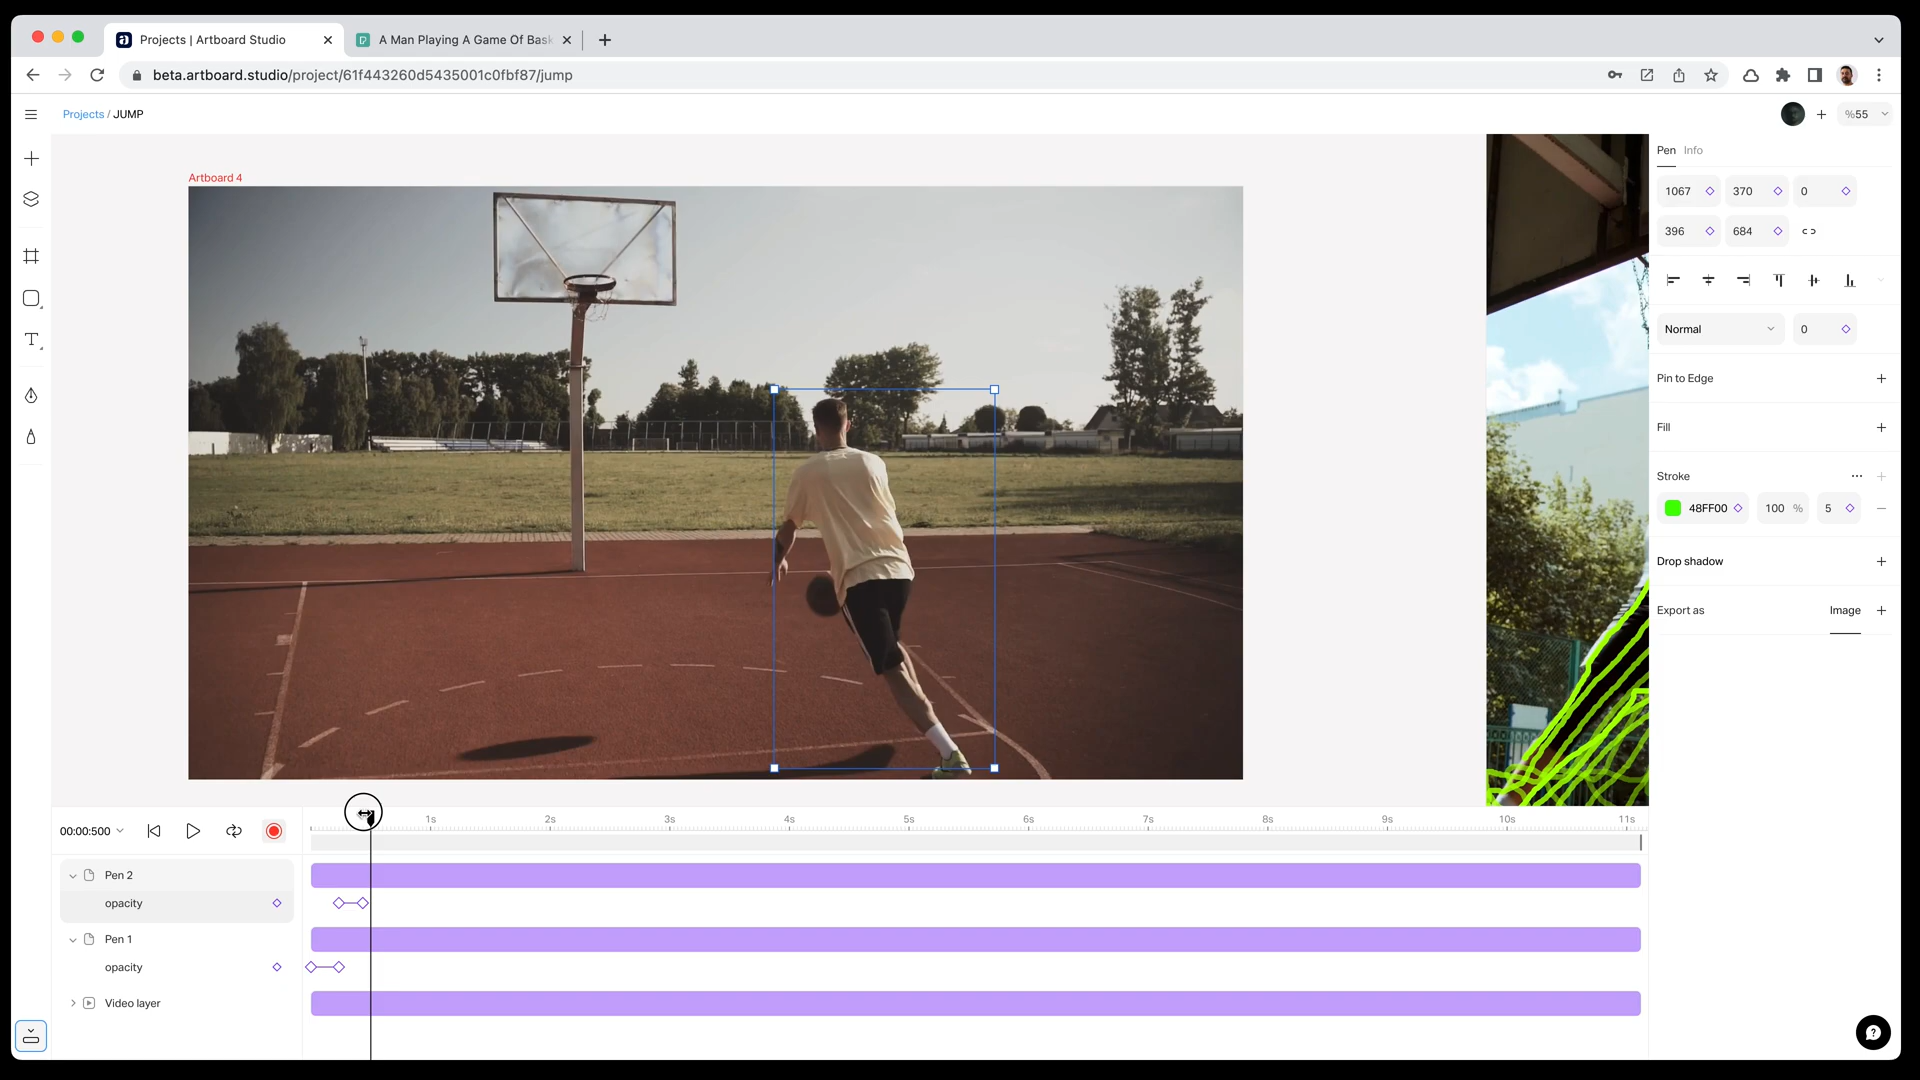 Projects | Artboard Studio
A Man Playing A Game Of Bask
beta.artboard.studio/project/61f443260d5435001c0fbf87/jump
Projects / JUMP
%55
Artboard 4
Pen Info
1067 370 0
396 684
Normal 0
Pin to Edge
Fill
Stroke
48FF00 100 % 5
Drop shadow
Export as Image
00:00:500
1s 2s 3s 4s 5s 6s 7s 8s 9s 10s 11s
Pen 2
opacity
Pen 1
opacity
Video layer